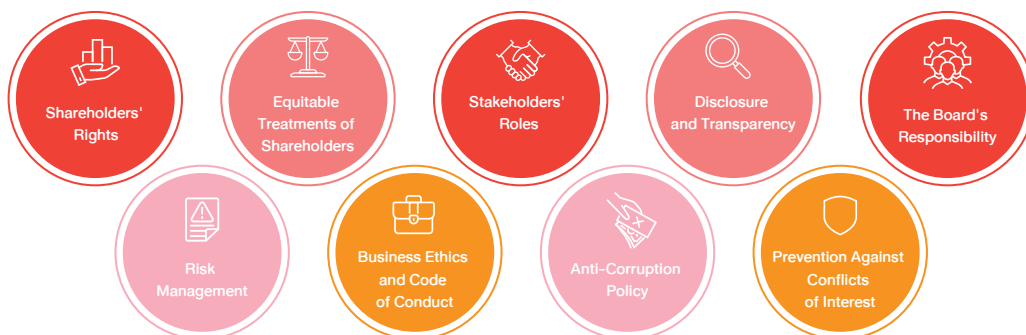 Shareholders'
Rights
Equitable
Treatments of
Shareholders
Stakeholders'
Roles
Disclosure
and Transparency
The Board's
Responsibility
Risk
Management
Business Ethics
and Code
of Conduct
Anti-Corruption
Policy
Prevention Against
Conflicts
of Interest